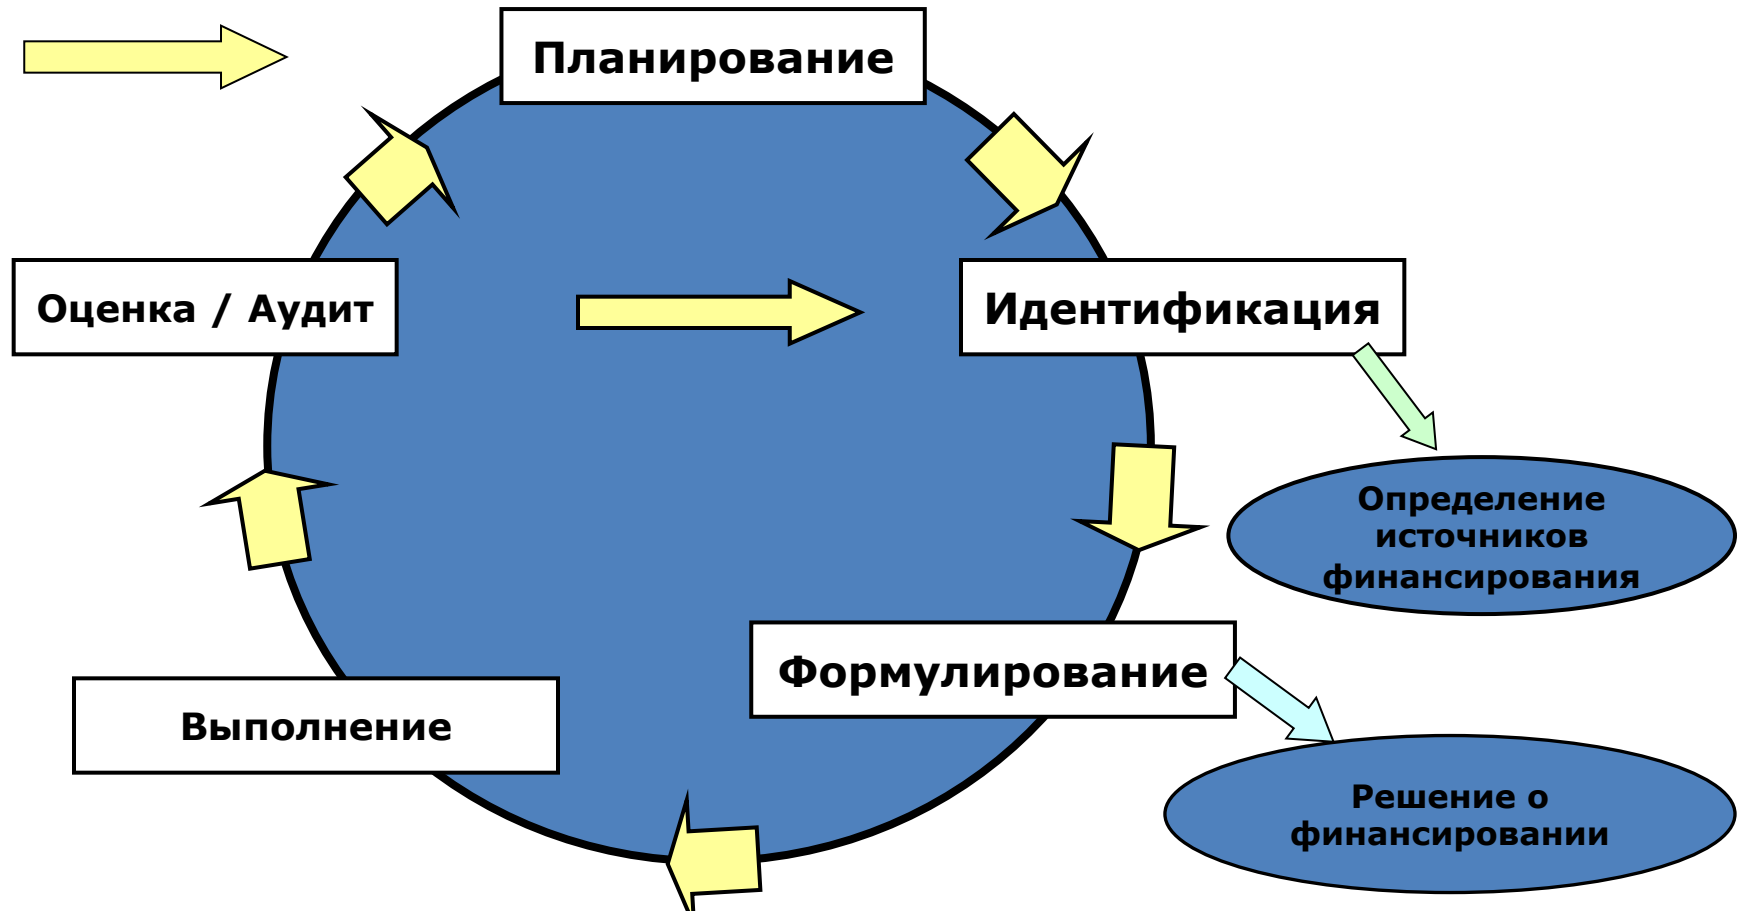 Планирование
Оценка / Аудит
Идентификация
Определение
источников
финансирования
Формулирование
Выполнение
Решение о
финансировании